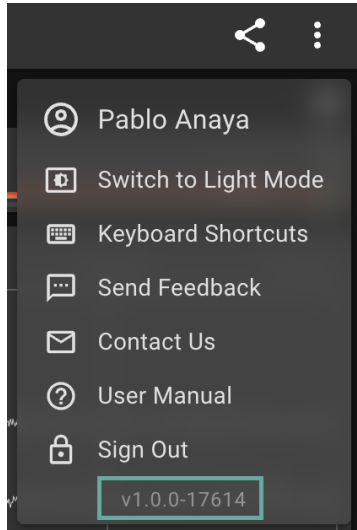 Pablo Anaya
Switch to Light Mode
Keyboard Shortcuts
Send Feedback
Contact Us
User Manual
Sign Out
v1.0.0-17614